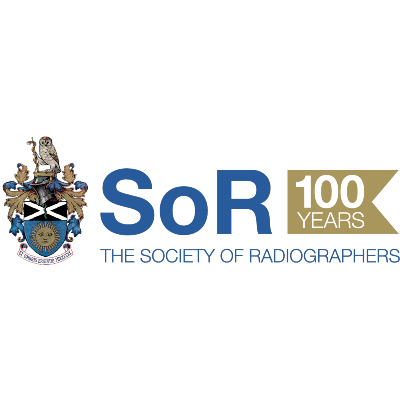 SoR
100
YEARS
THE SOCIETY OF RADIOGRAPHERS